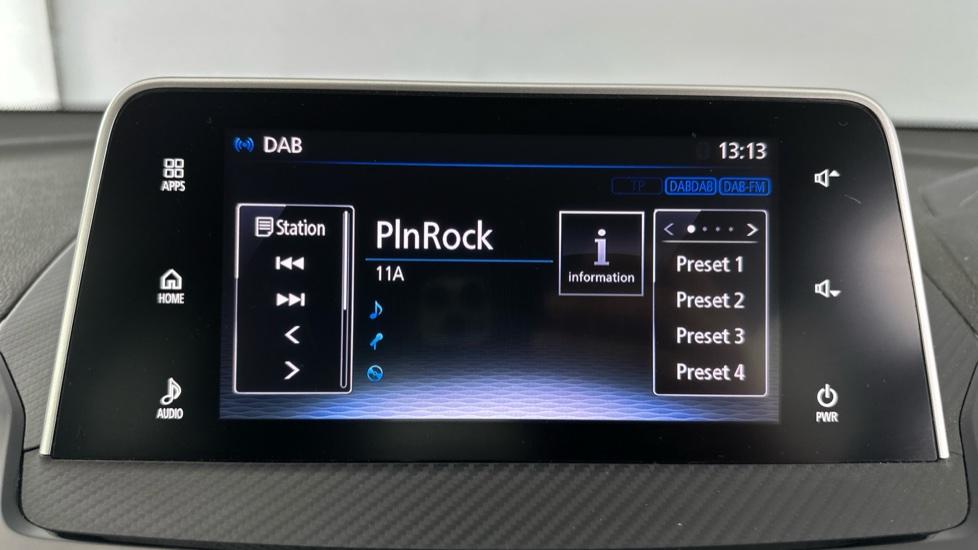 DAB
13:13
TP
DABDAB
DAB-FM
APPS
HOME
AUDIO
Station
PlnRock
11A
i
information
Preset 1
Preset 2
Preset 3
Preset 4
PWR